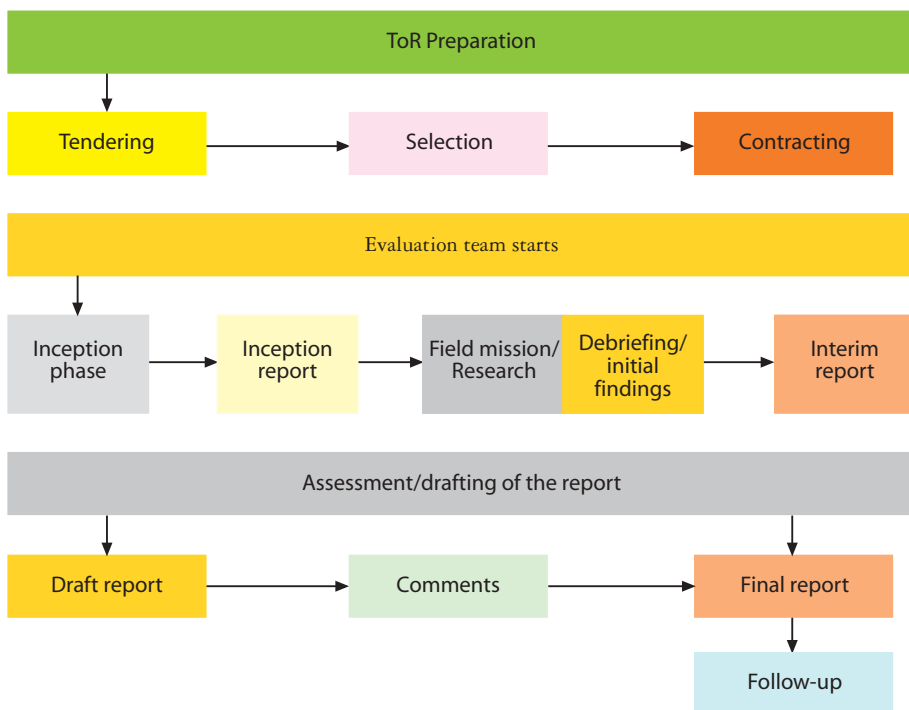 ToR Preparation
Tendering
Selection
Contracting
Evaluation team starts
Inception
phase
Inception
report
Field mission/
Research
Debriefing/
initial
findings
Interim
report
Assessment/drafting of the report
Draft report
Comments
Final report
Follow-up